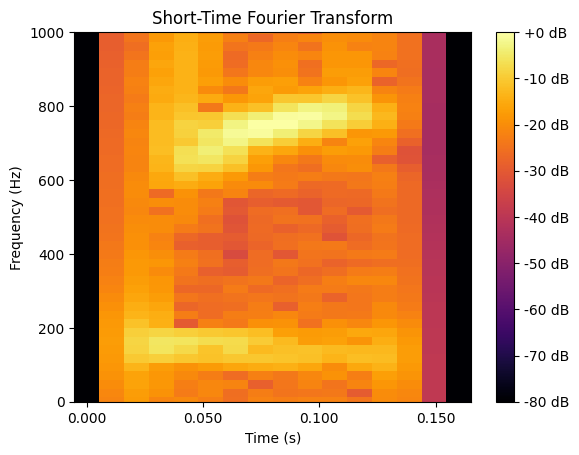 Short-Time Fourier Transform
1000
800
600
400
200
0
Frequency (Hz)
0.000
0.050
0.100
0.150
Time (s)
+0 dB
-10 dB
-20 dB
-30 dB
-40 dB
-50 dB
-60 dB
-70 dB
-80 dB